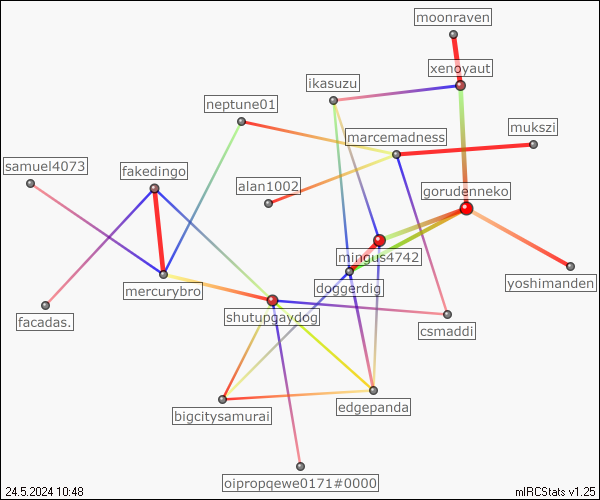 moonraven
xenoyaut
ikasuzu
neptune01
marcemadness
mukszi
samuel4073
fakedingo
alan1002
gorudenneko
mingus4742
doggerdig
yoshimanden
mercurybro
facadas.
shutupgaydog
csmaddi
bigcitysamurai
edgepanda
oipropqewe0171#0000
24.5.2024 10:48
mIRCStats v1.25